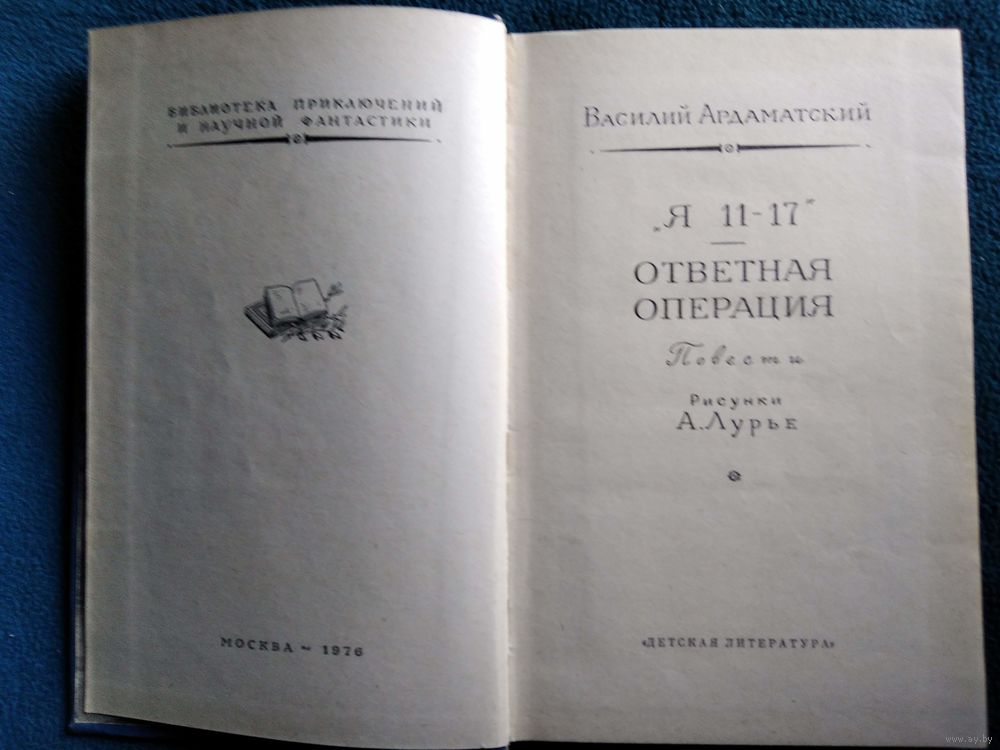 БИБЛИОТЕКА ПРИКЛЮЧЕНИЙ
И НАУЧНОЙ ФАНТАСТИКИ
МОСКВА ~ 1976
ВАСИЛИЙ АРДАМАТСКИЙ
„Я 11-17"
ОТВЕТНАЯ
ОПЕРАЦИЯ
Повести
Рисунки
А. Лурье
«ДЕТСКАЯ ЛИТЕРАТУРА»
www.ay.by